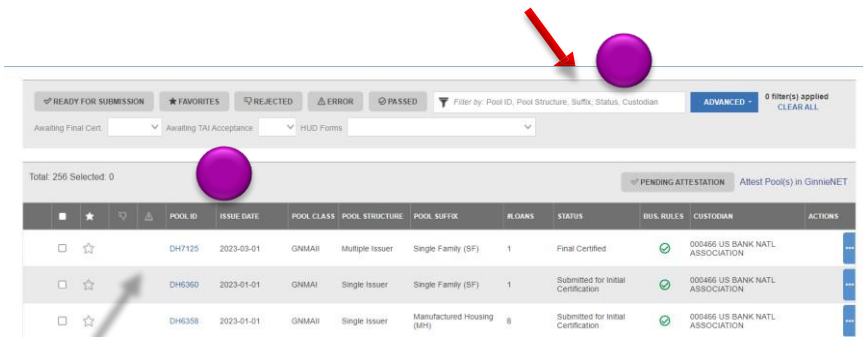 READY FOR SUBMISSION FAVORITES REJECTED ERROR PASSED Filter by: Pool ID, Pool Structure, Suffix, Status, Custodian ADVANCED 0 filter(s) applied
CLEAR ALL
Awaiting Final Cert. Awaiting TAI Acceptance HUD Forms
Total: 256 Selected: 0 PENDING ATTESTATION Attest Pool(s) in GinnieNET
POOL ID ISSUE DATE POOL CLASS POOL STRUCTURE POOL SUFFIX #LOANS STATUS BUS. RULES CUSTODIAN ACTIONS
DH7125 2023-03-01 GNMAII Multiple Issuer Single Family (SF) 1 Final Certified 000466 US BANK NATL
ASSOCIATION
DH6360 2023-01-01 GNMAI Single Issuer Single Family (SF) 1 Submitted for Initial 000466 US BANK NATL
Certification ASSOCIATION
DH6358 2023-01-01 GNMAII Single Issuer Manufactured Housing 8 Submitted for Initial 000466 US BANK NATL
(MH) Certification ASSOCIATION